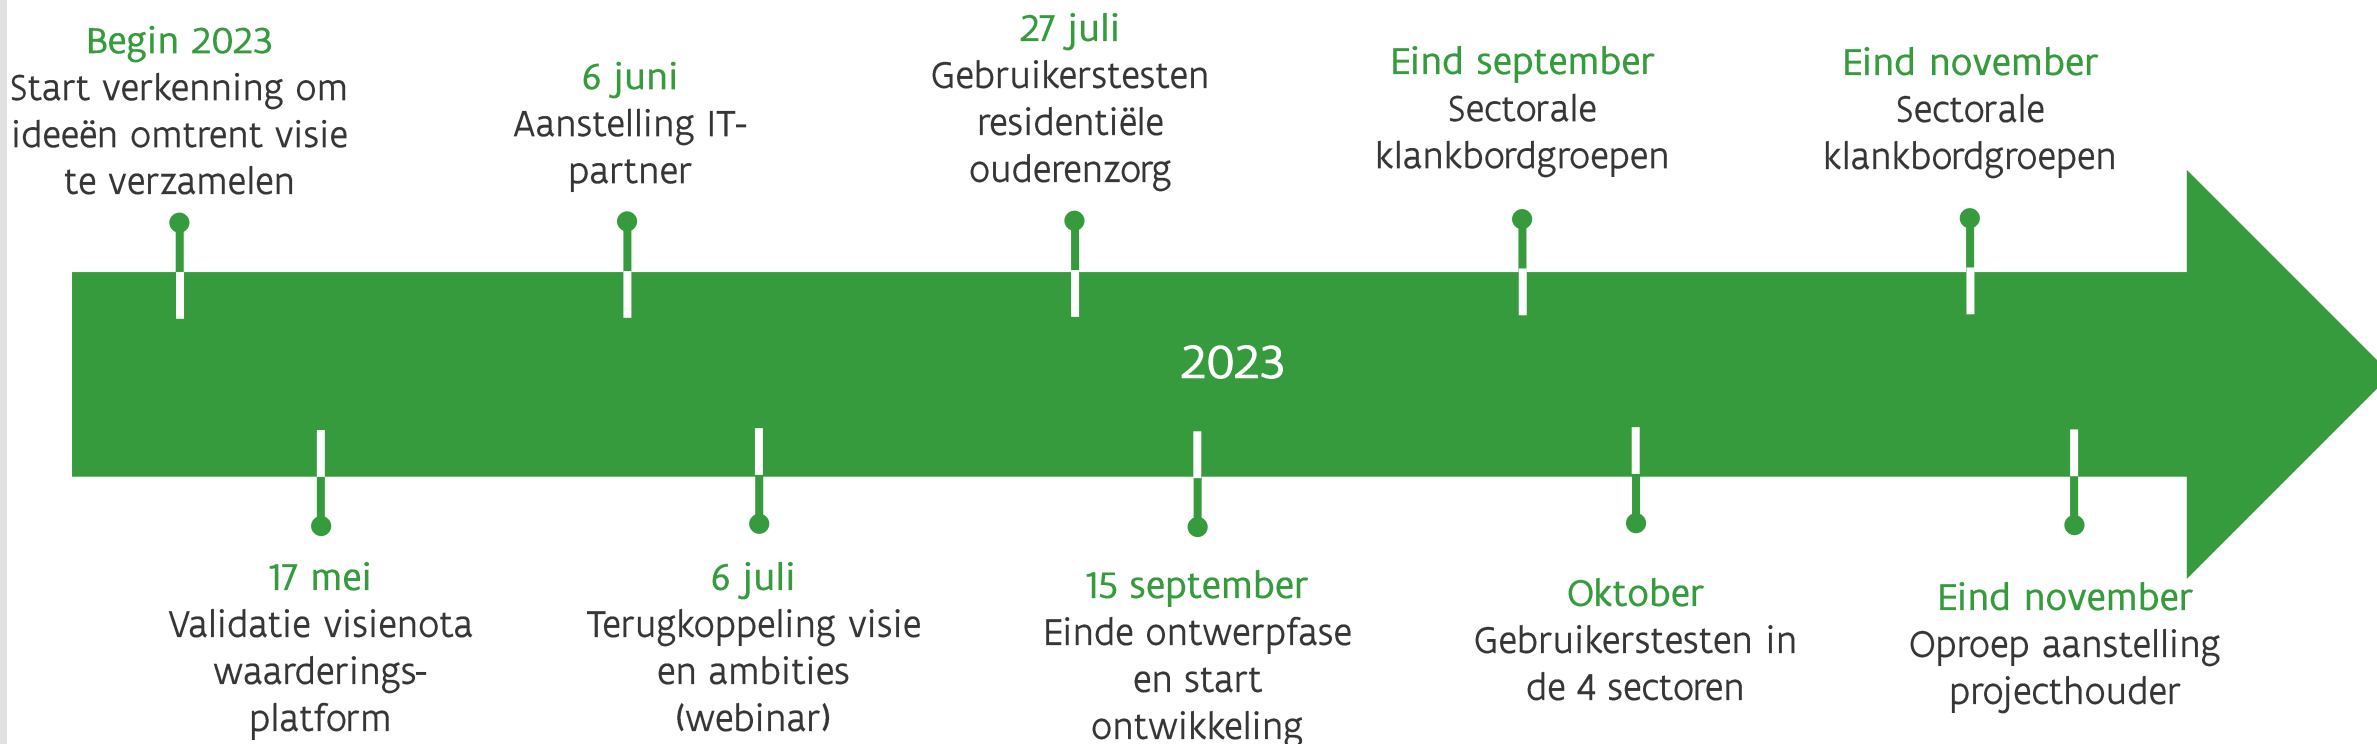 Begin 2023
Start verkenning om
ideeën omtrent visie
te verzamelen
6 juni
Aanstelling IT-
partner
27 juli
Gebruikerstesten
residentiële
ouderenzorg
Eind september
Sectorale
klankbordgroepen
Eind november
Sectorale
klankbordgroepen
2023
17 mei
Validatie visienota
waarderings-
platform
6 juli
Terugkoppeling visie
en ambities
(webinar)
15 september
Einde ontwerpfase
en start
ontwikkeling
Oktober
Gebruikerstesten in
de 4 sectoren
Eind november
Oproep aanstelling
projecthouder